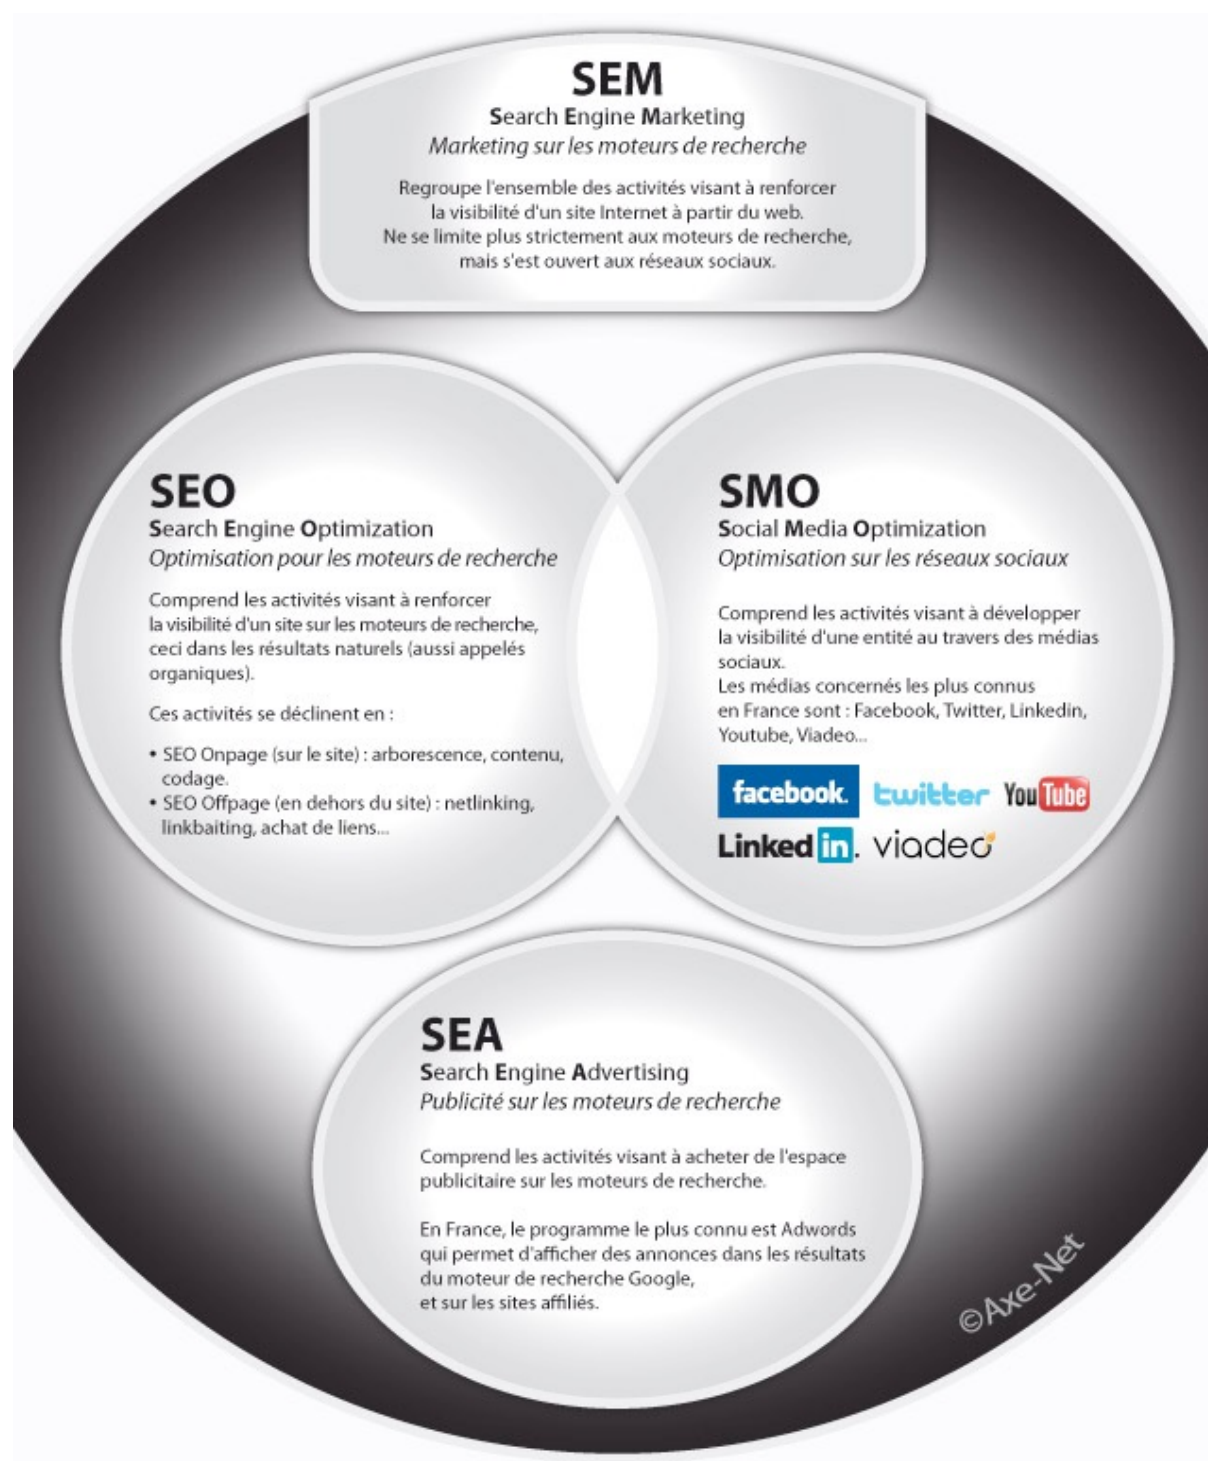 SEM
Search Engine Marketing
Marketing sur les moteurs de recherche
Regroupe l'ensemble des activités visant à renforcer
la visibilité d'un site Internet à partir du web.
Ne se limite plus strictement aux moteurs de recherche,
mais s'est ouvert aux réseaux sociaux.
SEO
Search Engine Optimization
Optimisation pour les moteurs de recherche
Comprend les activités visant à renforcer
la visibilité d'un site sur les moteurs de recherche,
ceci dans les résultats naturels (aussi appelés
organiques).
Ces activités se déclinent en :
• SEO Onpage (sur le site) : arborescence, contenu,
codage.
• SEO Offpage (en dehors du site) : netlinking,
linkbaiting, achat de liens...
SMO
Social Media Optimization
Optimisation sur les réseaux sociaux
Comprend les activités visant à développer
la visibilité d'une entité au travers des médias
sociaux.
Les médias concernés les plus connus
en France sont : Facebook, Twitter, Linkedin,
Youtube, Viadeo...
facebook. twitter YouTube
Linked in. viadeo
SEA
Search Engine Advertising
Publicité sur les moteurs de recherche
Comprend les activités visant à acheter de l'espace
publicitaire sur les moteurs de recherche.
En France, le programme le plus connu est Adwords
qui permet d'afficher des annonces dans les résultats
du moteur de recherche Google,
et sur les sites affiliés.
©Axe-Net